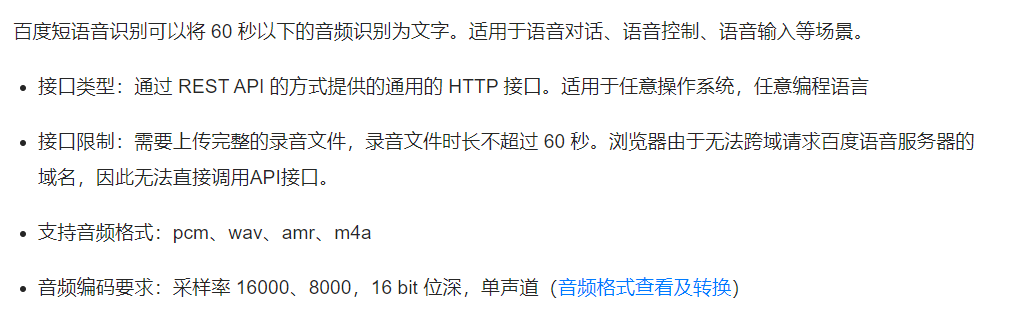 百度短语音识别可以将 60 秒以下的音频识别为文字。适用于语音对话、语音控制、语音输入等场景。
• 接口类型：通过 REST API 的方式提供的通用的 HTTP 接口。适用于任意操作系统，任意编程语言
• 接口限制：需要上传完整的录音文件，录音文件时长不超过 60 秒。浏览器由于无法跨域请求百度语音服务器的
域名，因此无法直接调用API接口。
• 支持音频格式：pcm、wav、amr、m4a
• 音频编码要求：采样率 16000、8000，16 bit 位深，单声道（音频格式查看及转换）